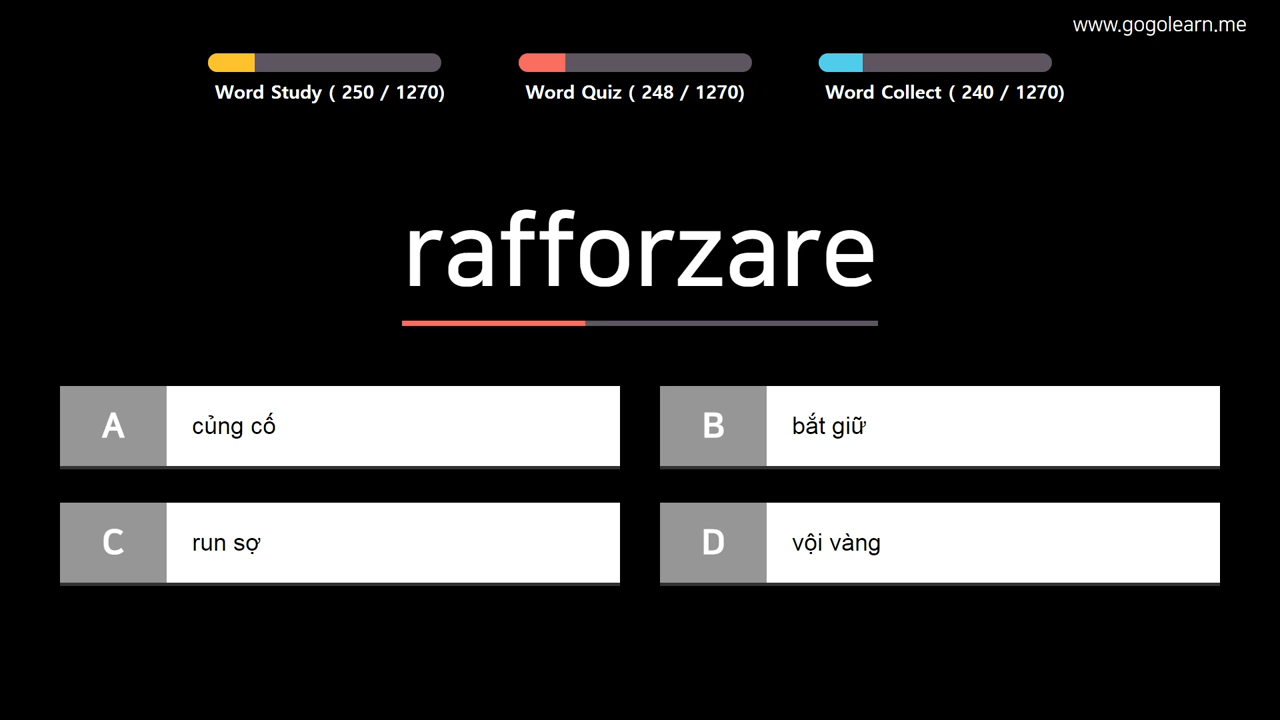 www.gogolearn.me
Word Study ( 250 / 1270)
Word Quiz ( 248 / 1270)
Word Collect ( 240 / 1270)
rafforzare
A củng cố
B bắt giữ
C run sợ
D vội vàng